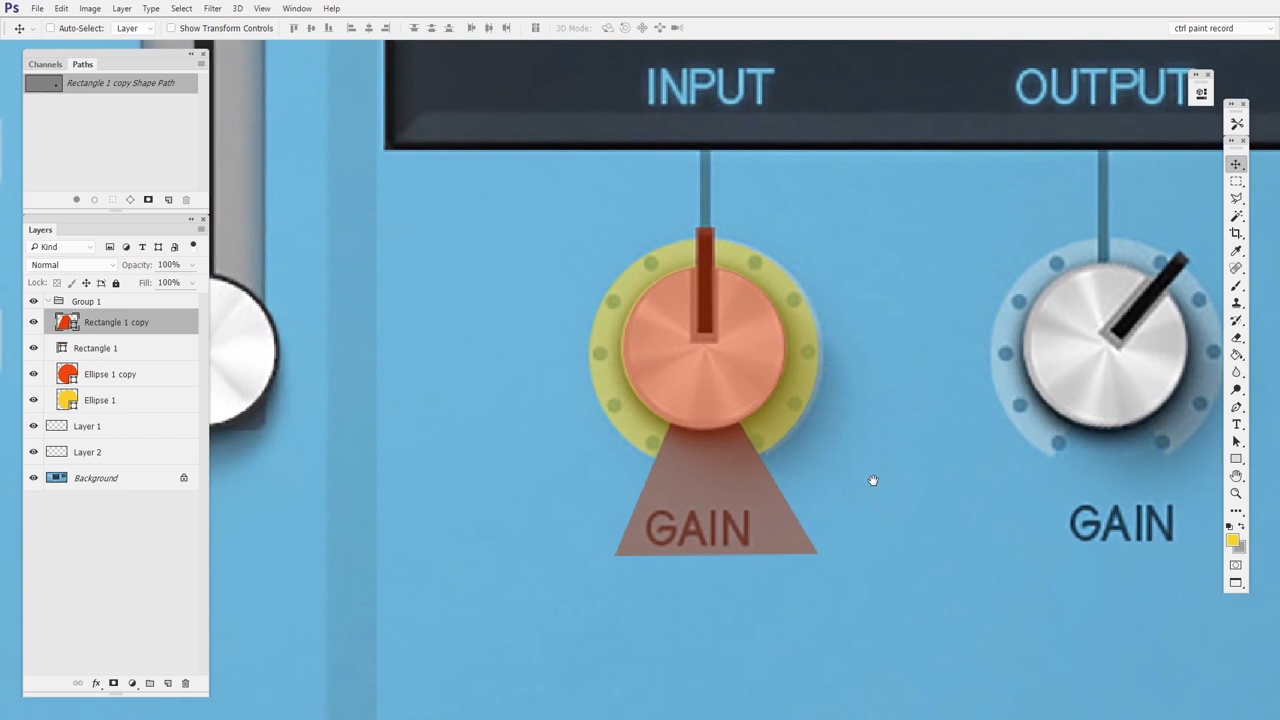 Ps File Edit Image Layer Type Select Filter 3D View Window Help
Auto-Select: Layer Show Transform Controls 3D Mode: ctrl paint record
Channels Paths
Rectangle 1 copy Shape Path
Layers
Kind
Normal Opacity: 100%
Lock: Fill: 100%
Group 1
Rectangle 1 copy
Rectangle 1
Ellipse 1 copy
Ellipse 1
Layer 1
Layer 2
Background
fx
INPUT OUTPUT
GAIN GAIN
T